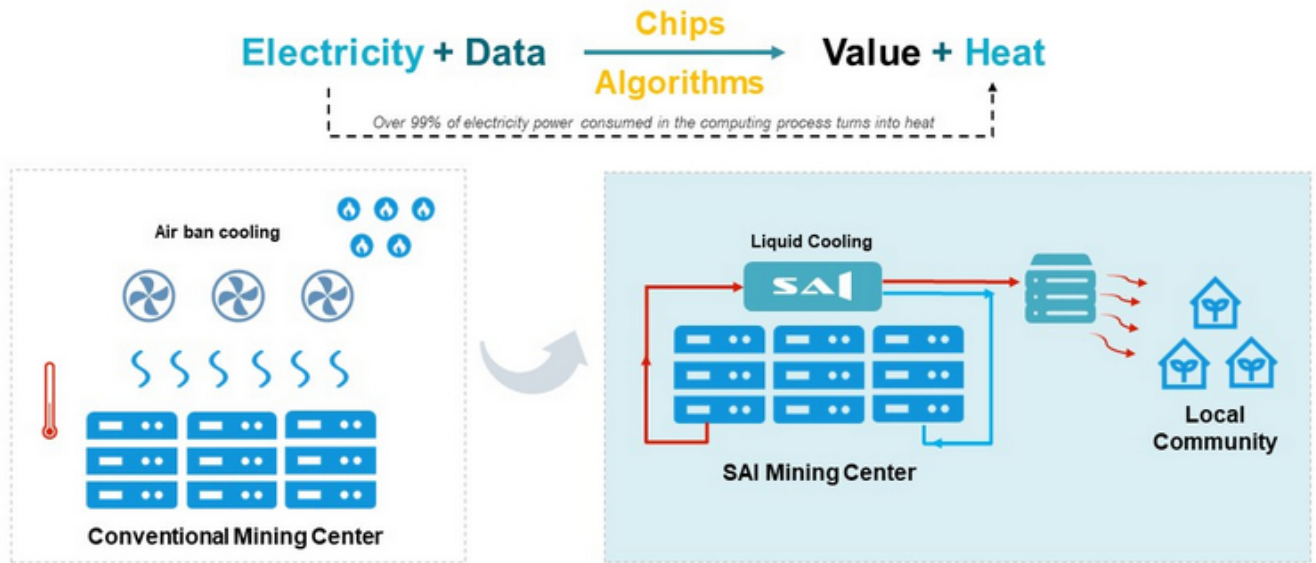 Chips
Electricity + Data
Value + Heat
Algorithms
Over 99% of electricity power consumed in the computing process turns into heat
Air ban cooling
Conventional Mining Center
Liquid Cooling
SAI
SAI Mining Center
Local
Community